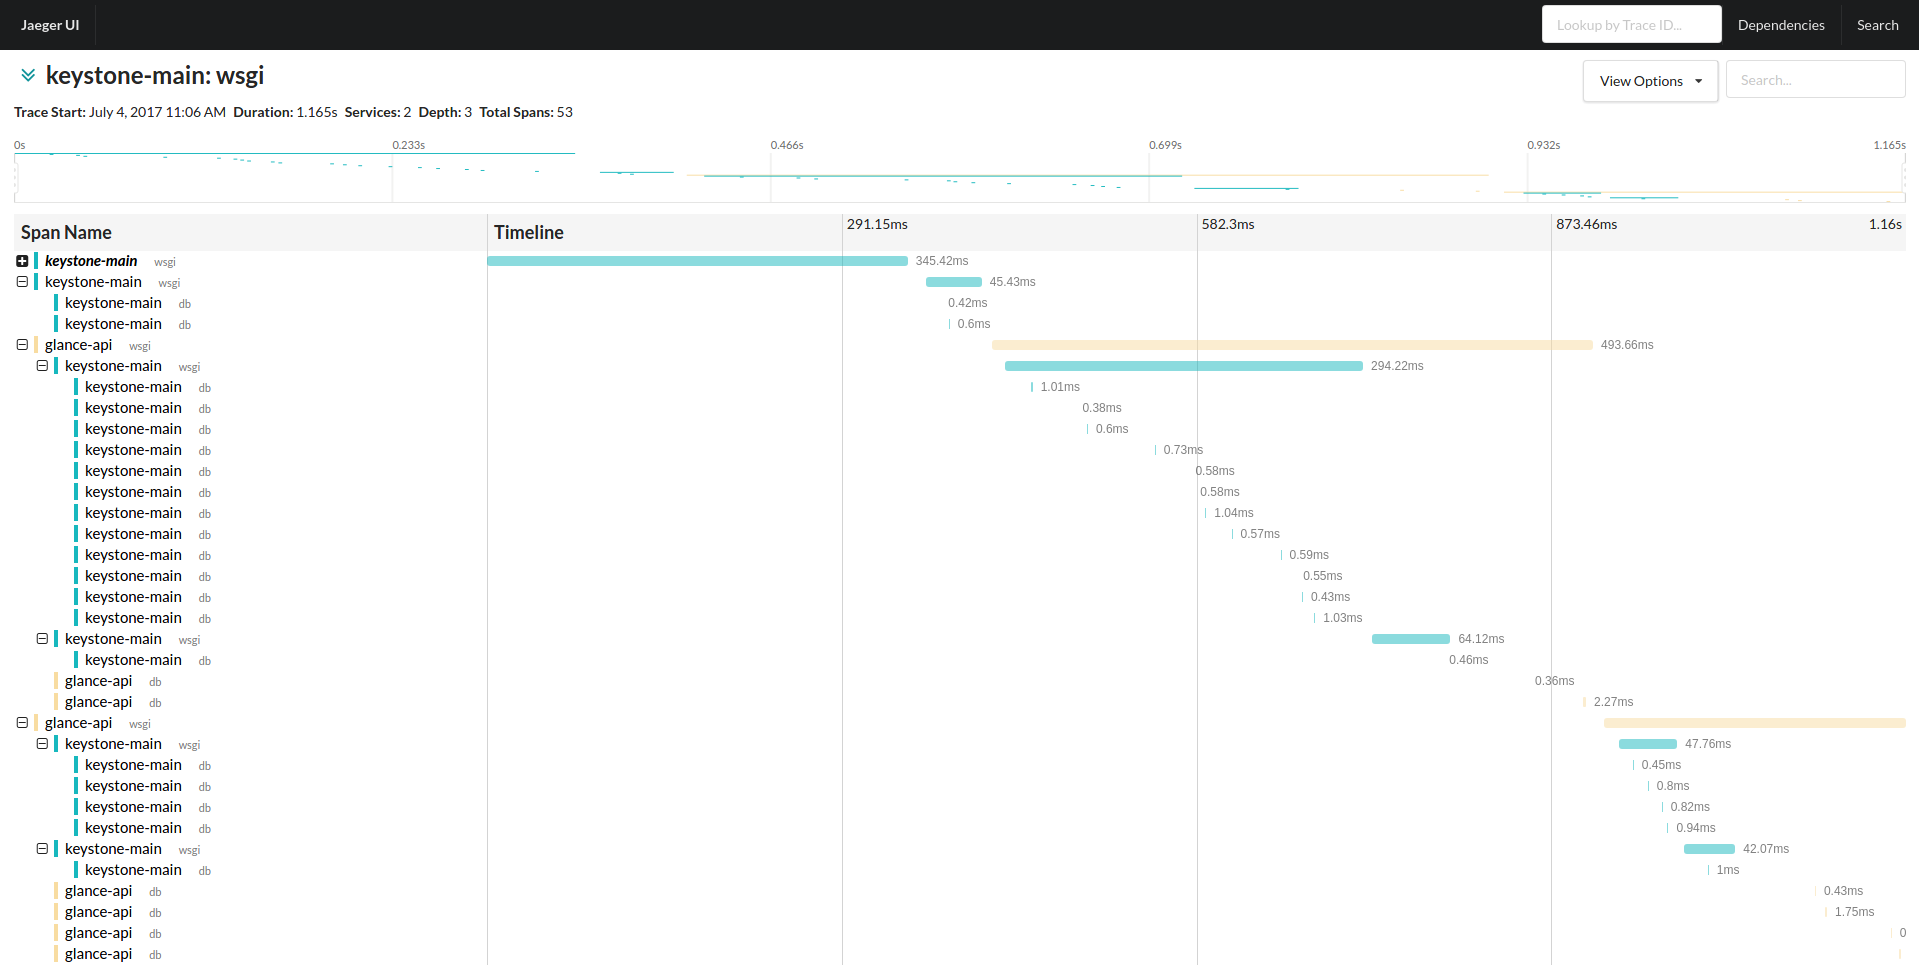 Jaeger UI Lookup by Trace ID... Dependencies Search
keystone-main: wsgi View Options Search...
Trace Start: July 4, 2017 11:06 AM Duration: 1.165s Services: 2 Depth: 3 Total Spans: 53
0s 0.233s 0.466s 0.699s 0.932s 1.165s
Span Name Timeline 291.15ms 582.3ms 873.46ms 1.16s
keystone-main wsgi 345.42ms
keystone-main wsgi 45.43ms
keystone-main db 0.42ms
keystone-main db 0.6ms
glance-api wsgi 493.66ms
keystone-main wsgi 294.22ms
keystone-main db 1.01ms
keystone-main db 0.38ms
keystone-main db 0.6ms
keystone-main db 0.73ms
keystone-main db 0.58ms
keystone-main db 0.58ms
keystone-main db 1.04ms
keystone-main db 0.57ms
keystone-main db 0.59ms
keystone-main db 0.55ms
keystone-main db 0.43ms
keystone-main db 1.03ms
keystone-main wsgi 64.12ms
keystone-main db 0.46ms
glance-api db 0.36ms
glance-api db 2.27ms
glance-api wsgi
keystone-main wsgi 47.76ms
keystone-main db 0.45ms
keystone-main db 0.8ms
keystone-main db 0.82ms
keystone-main db 0.94ms
keystone-main wsgi 42.07ms
keystone-main db 1ms
glance-api db 0.43ms
glance-api db 1.75ms
glance-api db 0
glance-api db